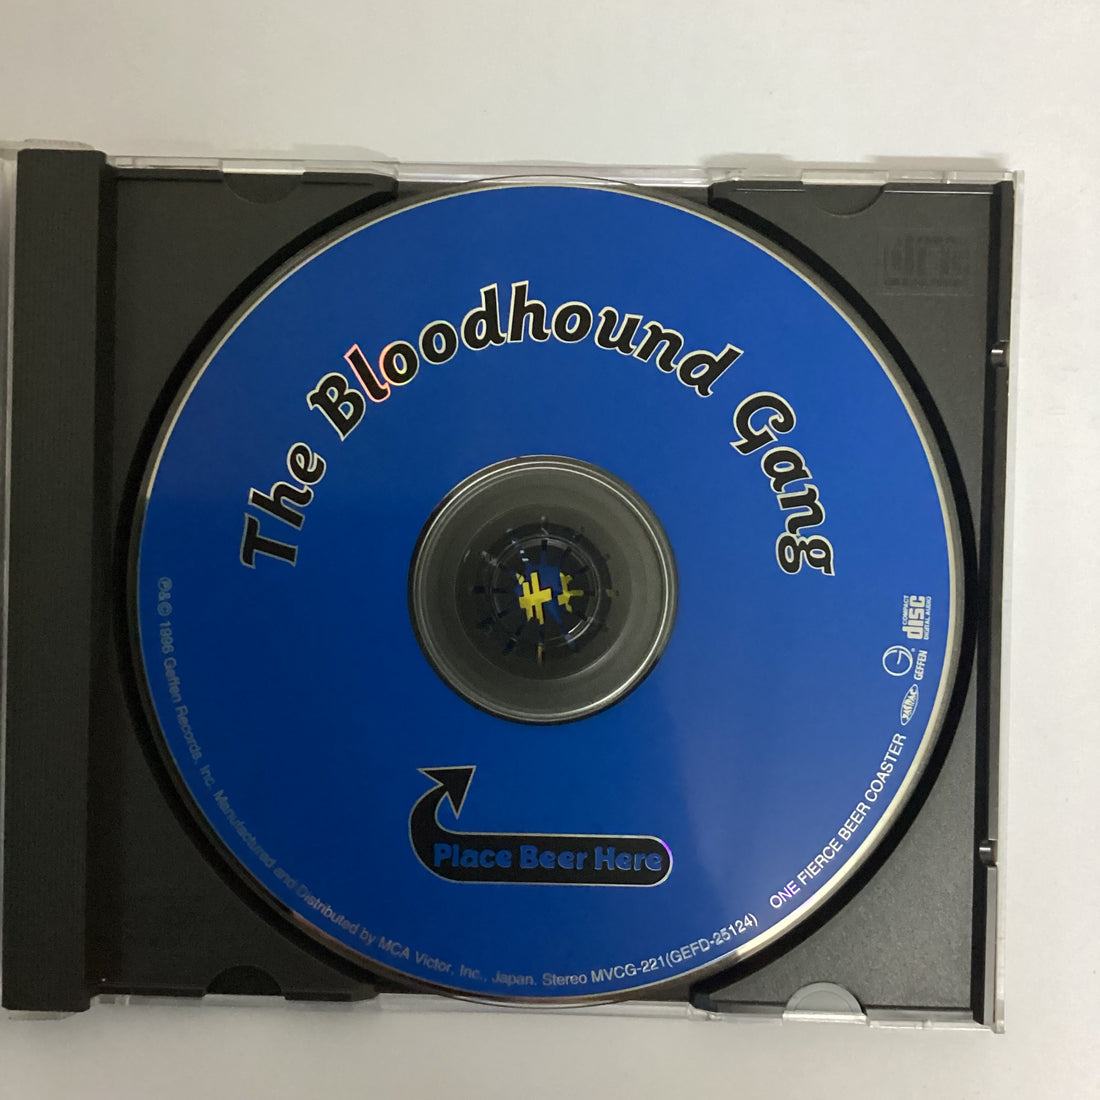 The Bloodhound Gang
COMPACT
disc
DIGITAL AUDIO
GEFFEN
Place Beer Here
℗&© 1996 Geffen Records, Inc. Manufactured and Distributed by MCA Victor, Inc., Japan. Stereo MVCG-221(GEFD-25124) ONE FIERCE BEER COASTER